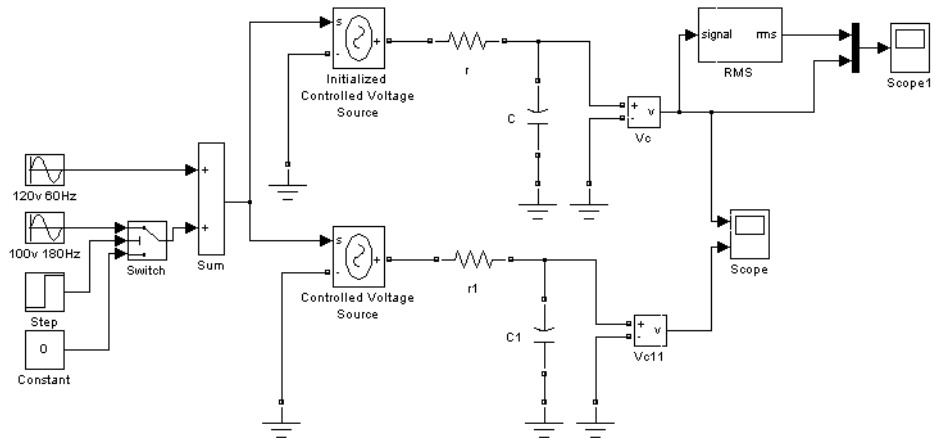 s
-
+
Initialized
Controlled Voltage
Source
r
C
+
-
v
Vc
signal
rms
RMS
Scope1
120v 60Hz
100v 180Hz
Switch
Step
0
Constant
+
+
Sum
s
-
+
Controlled Voltage
Source
r1
C1
+
-
v
Vc11
Scope